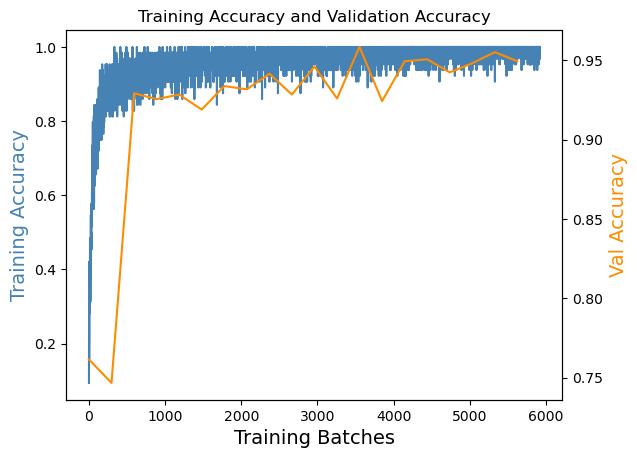 Training Accuracy and Validation Accuracy
1.0
0.8
0.6
0.4
0.2
Training Accuracy
0.95
0.90
0.85
0.80
0.75
Val Accuracy
0 1000 2000 3000 4000 5000 6000
Training Batches